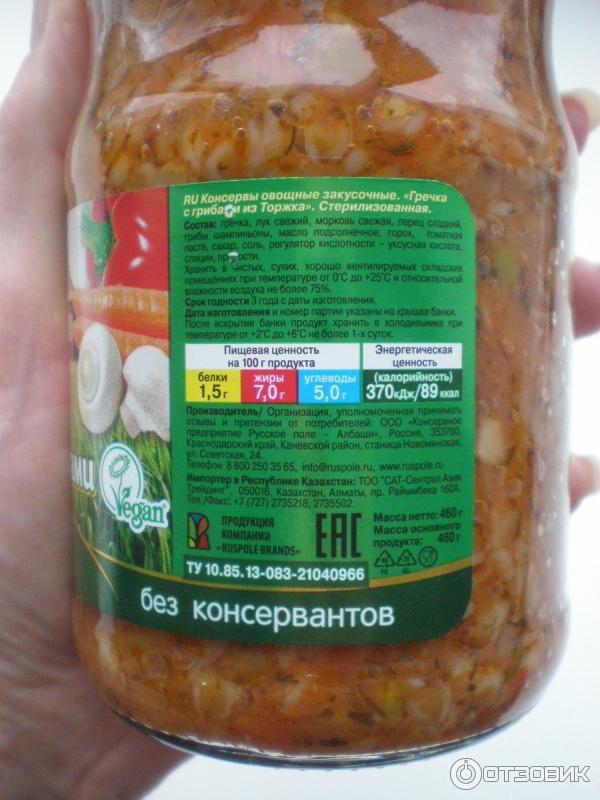 RU Консервы овощные закусочные. «Гречка
с грибами из Торжка». Стерилизованная.
Состав: гречка, лук свежий, морковь свежая, перец сладкий,
грибы шампиньоны, масло подсолнечное, горох, томатная
паста, сахар, соль, регулятор кислотности – уксусная кислота,
специи, пряности.
Хранить в чистых, сухих, хорошо вентилируемых складских
помещениях при температуре от 0°С до +25°С и относительной
влажности воздуха не более 75%.
Срок годности 3 года с даты изготовления.
Дата изготовления и номер партии указаны на крышке банки.
После вскрытия банки продукт хранить в холодильнике при
температуре от +2°С до +6°С не более 1-х суток.
Пищевая ценность
на 100 г продукта
белки
1,5 г
жиры
7,0 г
углеводы
5,0 г
Энергетическая
ценность
(калорийность)
370кДж/89 ккал
Производитель/ Организация, уполномоченная принимать
отзывы и претензии от потребителей: ООО «Консервное
предприятие Русское поле – Албаши», Россия, 353700,
Краснодарский край, Каневской район, станица Новоминская,
ул. Советская, 24.
Телефон 8 800 250 35 65, info@ruspole.ru, www.ruspole.ru
Импортер в Республике Казахстан: ТОО "САТ-Сентрал Азия
Трейдинг", 050016, Казахстан, Алматы, пр. Райымбека 160А.
Тел./Факс: +7 (727) 2735218, 2735502.
ПРОДУКЦИЯ
КОМПАНИИ
«RUSPOLE BRANDS»
EAC
Масса нетто: 460 г
Масса основного
продукта: 460 г
ТУ 10.85.13-083-21040966
ами
Vegan
без консервантов
ОТЗОВИК